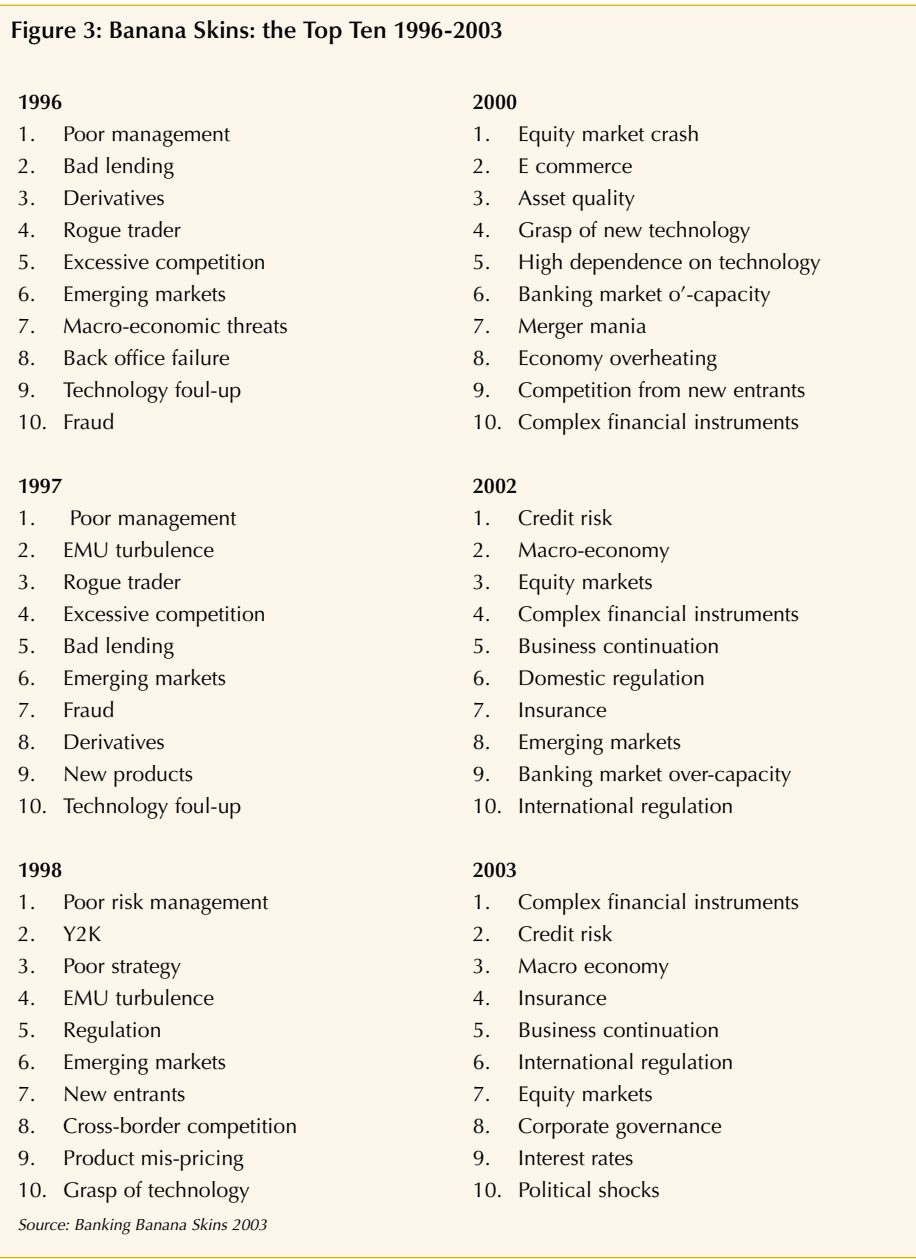 Figure 3: Banana Skins: the Top Ten 1996-2003
1996
1. Poor management
2. Bad lending
3. Derivatives
4. Rogue trader
5. Excessive competition
6. Emerging markets
7. Macro-economic threats
8. Back office failure
9. Technology foul-up
10. Fraud
1997
1. Poor management
2. EMU turbulence
3. Rogue trader
4. Excessive competition
5. Bad lending
6. Emerging markets
7. Fraud
8. Derivatives
9. New products
10. Technology foul-up
1998
1. Poor risk management
2. Y2K
3. Poor strategy
4. EMU turbulence
5. Regulation
6. Emerging markets
7. New entrants
8. Cross-border competition
9. Product mis-pricing
10. Grasp of technology
2000
1. Equity market crash
2. E commerce
3. Asset quality
4. Grasp of new technology
5. High dependence on technology
6. Banking market o’-capacity
7. Merger mania
8. Economy overheating
9. Competition from new entrants
10. Complex financial instruments
2002
1. Credit risk
2. Macro-economy
3. Equity markets
4. Complex financial instruments
5. Business continuation
6. Domestic regulation
7. Insurance
8. Emerging markets
9. Banking market over-capacity
10. International regulation
2003
1. Complex financial instruments
2. Credit risk
3. Macro economy
4. Insurance
5. Business continuation
6. International regulation
7. Equity markets
8. Corporate governance
9. Interest rates
10. Political shocks
Source: Banking Banana Skins 2003